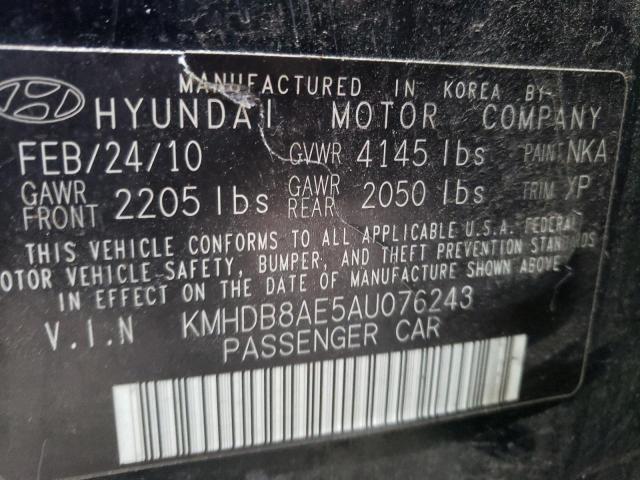 MANUFACTURED IN KOREA BY
HYUNDAI MOTOR COMPANY
FEB/24/10 GVWR 4145 lbs PAINT NKA
GAWR FRONT 2205 lbs GAWR REAR 2050 lbs TRIM YP
THIS VEHICLE CONFORMS TO ALL APPLICABLE U.S.A. FEDERAL
MOTOR VEHICLE SAFETY, BUMPER, AND THEFT PREVENTION STANDARDS
EFFECT ON THE DATE OF MANUFACTURE SHOWN ABOVE
V.I.N KMHDB8AE5AU076243
PASSENGER CAR